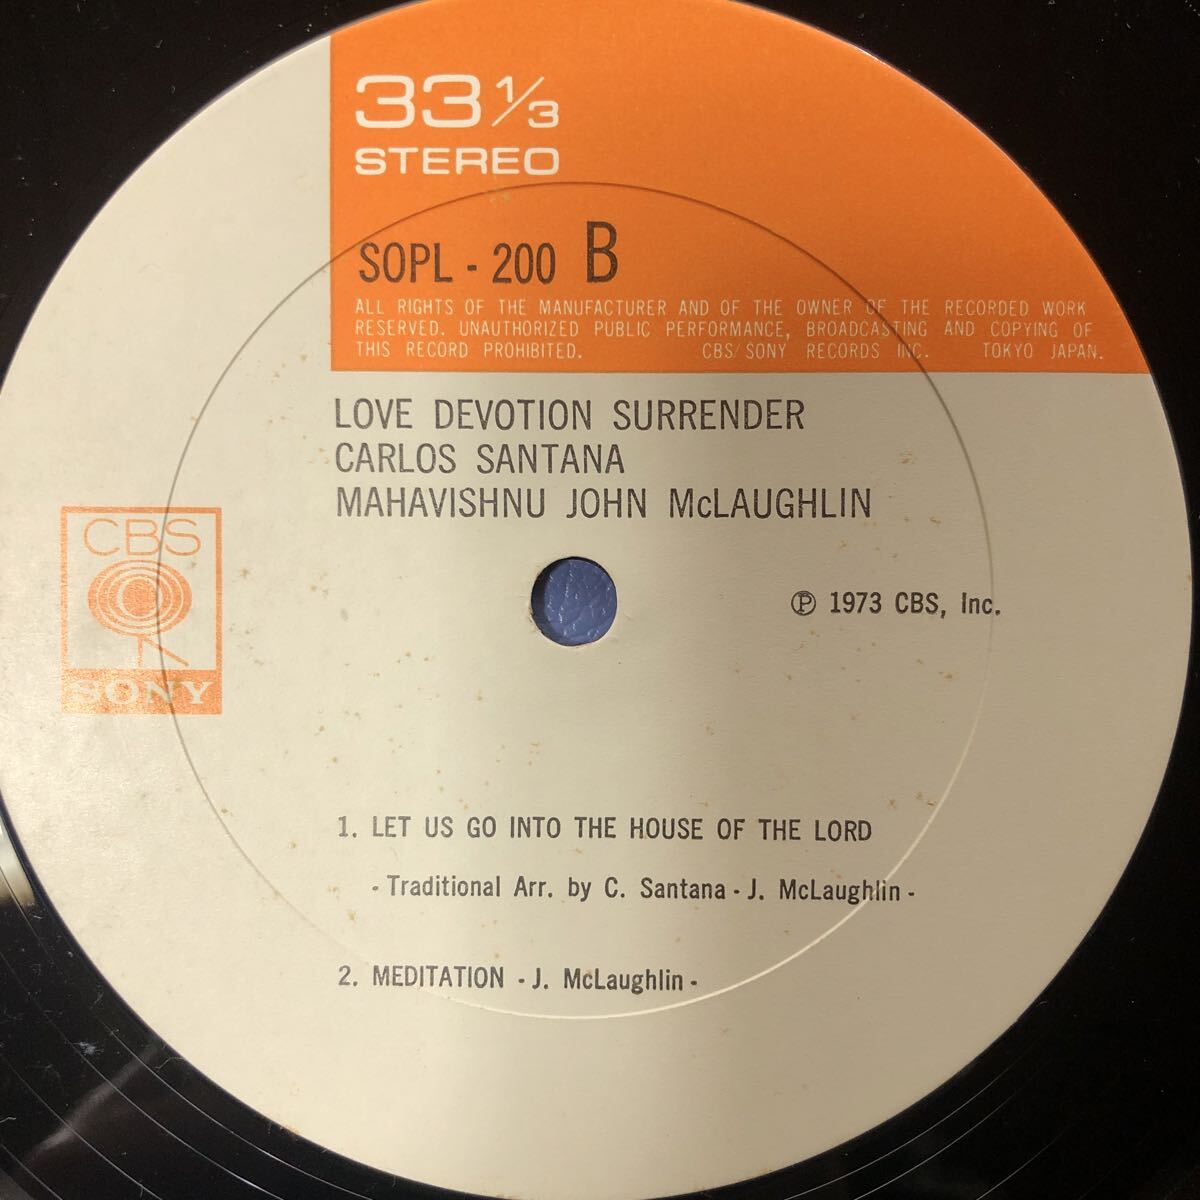 33 1/3
STEREO
SOPL - 200 B
ALL RIGHTS OF THE MANUFACTURER AND OF THE OWNER OF THE RECORDED WORK
RESERVED. UNAUTHORIZED PUBLIC PERFORMANCE, BROADCASTING AND COPYING OF
THIS RECORD PROHIBITED. CBS/SONY RECORDS INC. TOKYO JAPAN.
LOVE DEVOTION SURRENDER
CARLOS SANTANA
MAHAVISHNU JOHN McLAUGHLIN
CBS
SONY
Ⓟ 1973 CBS, Inc.
1. LET US GO INTO THE HOUSE OF THE LORD
- Traditional Arr. by C. Santana - J. McLaughlin -
2. MEDITATION - J. McLaughlin -